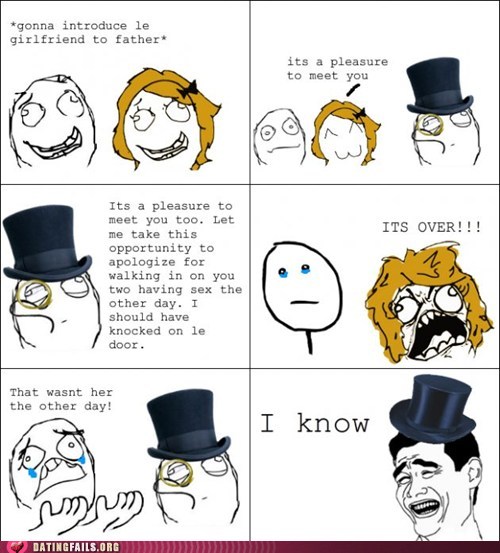 *gonna introduce le
girlfriend to father*
its a pleasure
to meet you
Its a pleasure to
meet you too. Let
me take this
opportunity to
apologize for
walking in on you
two having sex the
other day. I
should have
knocked on le
door.
ITS OVER!!!
That wasnt her
the other day!
I know
DATINGFAILS.ORG